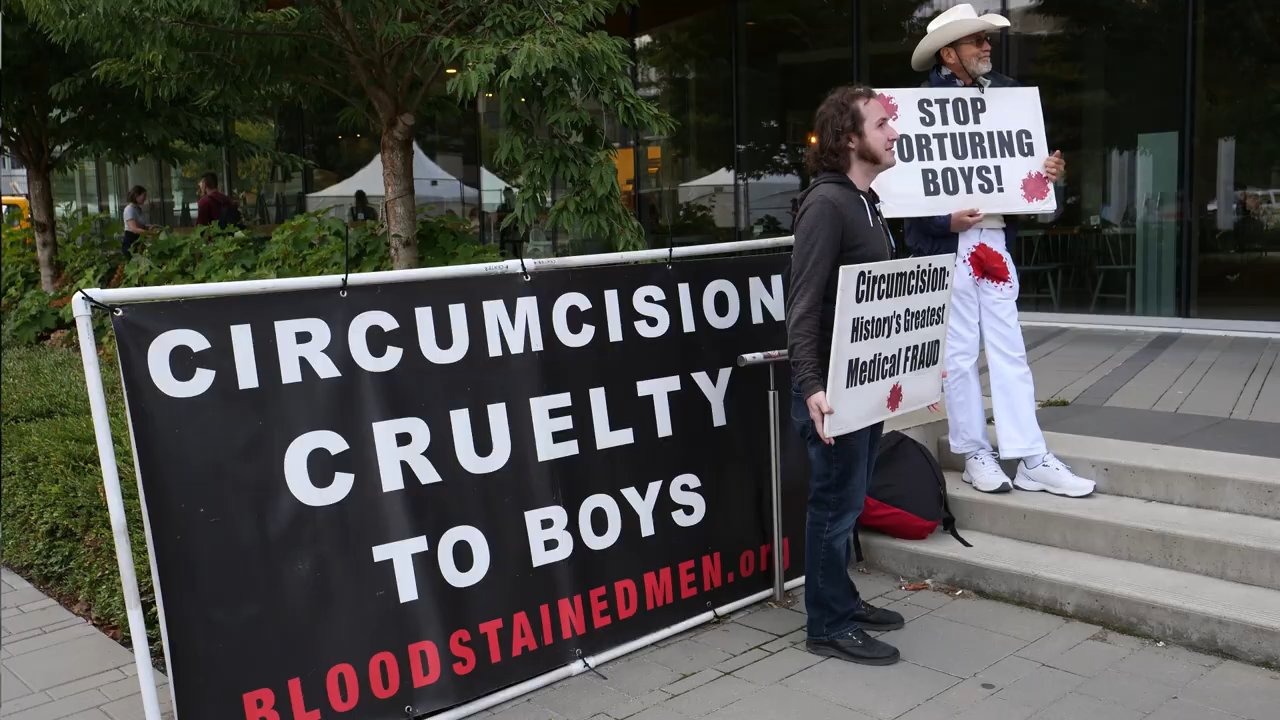 CIRCUMCISION
CRUELTY
TO BOYS
BLOODSTAINEDMEN.org
Circumcision:
History's Greatest
Medical FRAUD
STOP
TORTURING
BOYS!